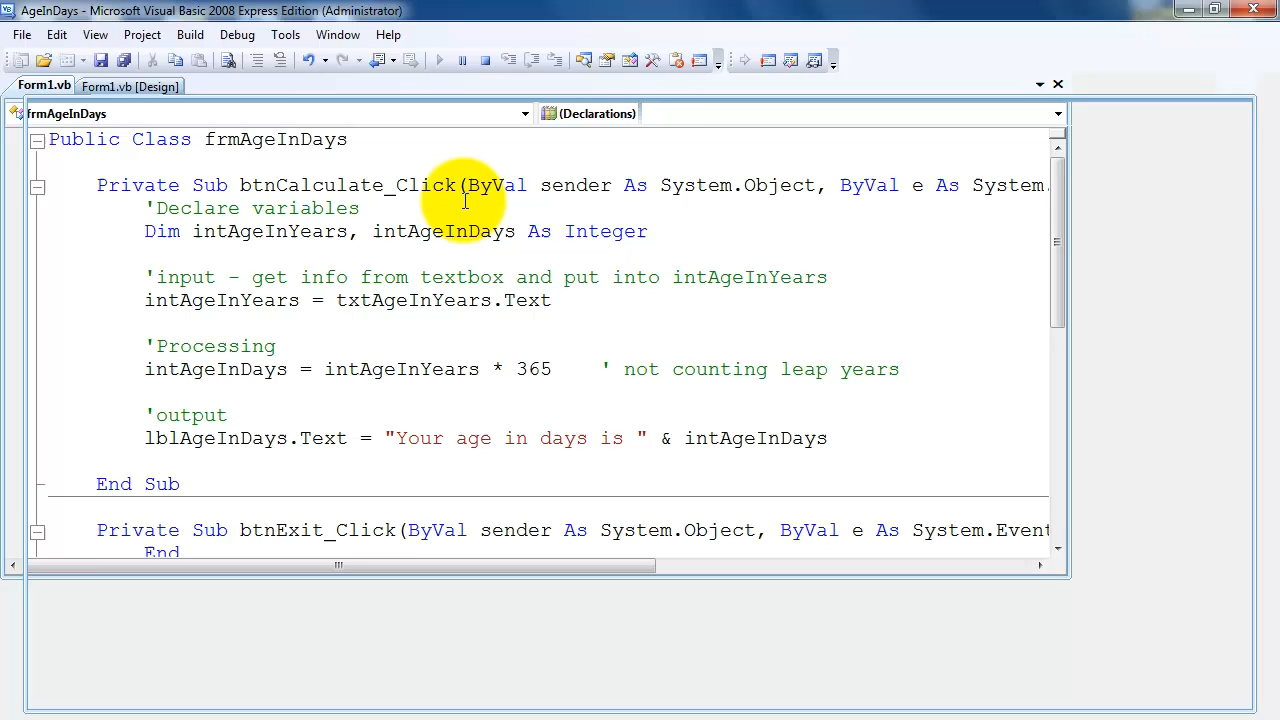 AgeInDays - Microsoft Visual Basic 2008 Express Edition (Administrator)
File Edit View Project Build Debug Tools Window Help
Form1.vb Form1.vb [Design]
frmAgeInDays (Declarations)
Public Class frmAgeInDays
Private Sub btnCalculate_Click(ByVal sender As System.Object, ByVal e As System.
'Declare variables
Dim intAgeInYears, intAgeInDays As Integer
'input - get info from textbox and put into intAgeInYears
intAgeInYears = txtAgeInYears.Text
'Processing
intAgeInDays = intAgeInYears * 365 ' not counting leap years
'output
lblAgeInDays.Text = "Your age in days is " & intAgeInDays
End Sub
Private Sub btnExit_Click(ByVal sender As System.Object, ByVal e As System.Event
End